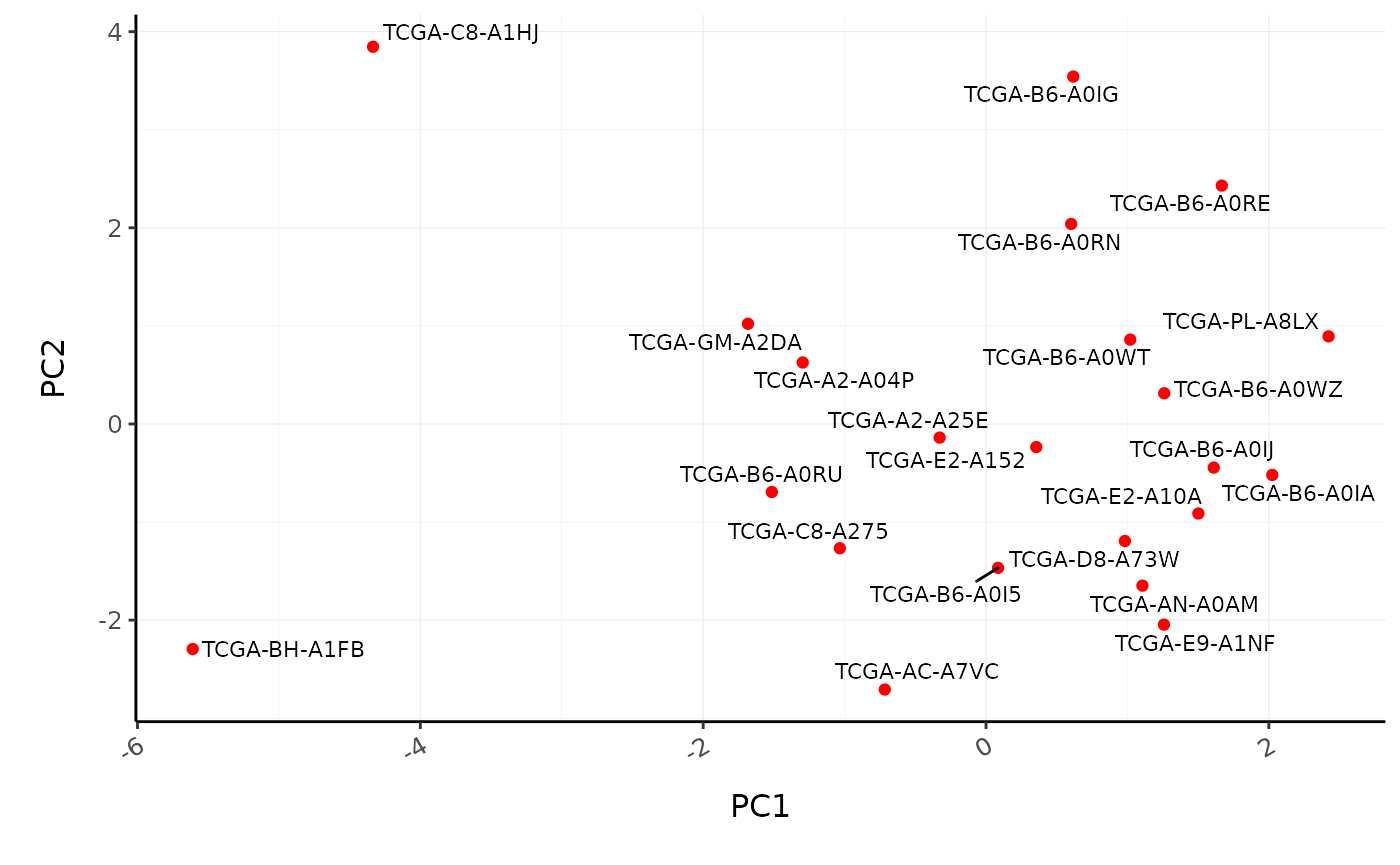 4
TCGA-C8-A1HJ
TCGA-B6-A0IG
TCGA-B6-A0RE
2
TCGA-B6-A0RN
TCGA-PL-A8LX
TCGA-GM-A2DA
TCGA-B6-A0WT
TCGA-A2-A04P
TCGA-B6-A0WZ
PC2
0
TCGA-A2-A25E
TCGA-E2-A152
TCGA-B6-A0IJ
TCGA-B6-A0RU
TCGA-E2-A10A
TCGA-B6-A0IA
TCGA-C8-A275
TCGA-D8-A73W
TCGA-B6-A0I5
TCGA-AN-A0AM
-2
TCGA-E9-A1NF
TCGA-BH-A1FB
TCGA-AC-A7VC
-6
-4
-2
0
2
PC1